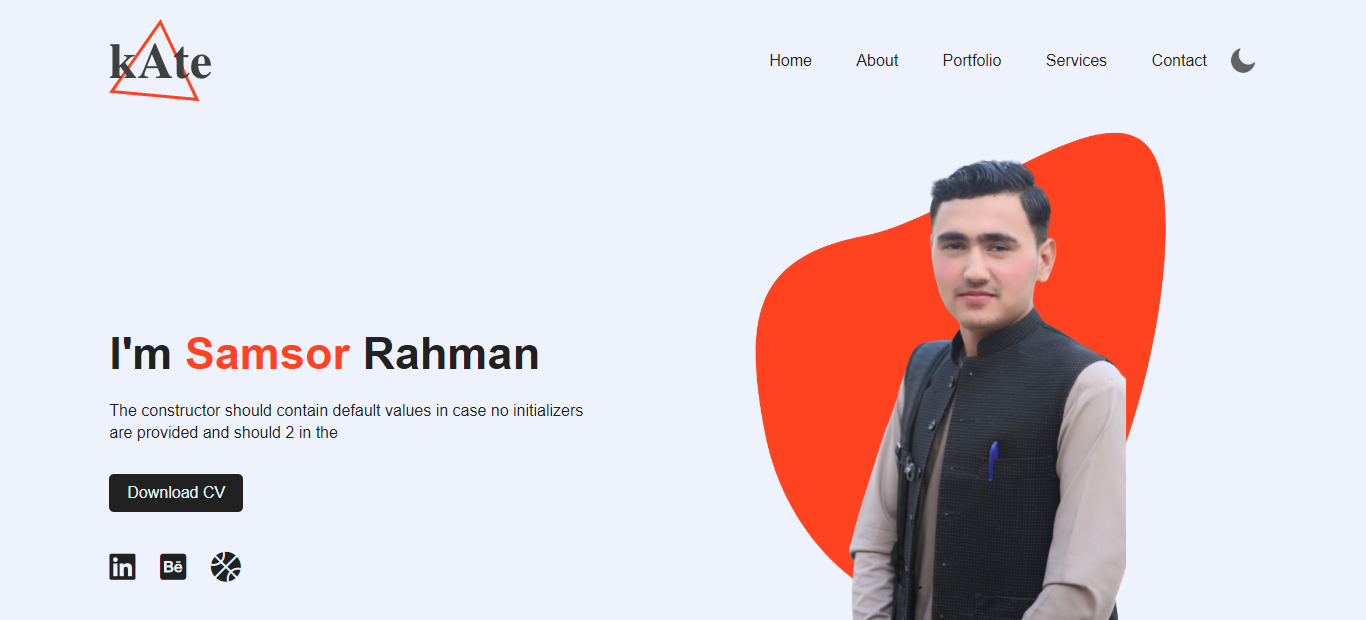 kAte
Home About Portfolio Services Contact
I'm Samsor Rahman
The constructor should contain default values in case no initializers
are provided and should 2 in the
Download CV
in Bē